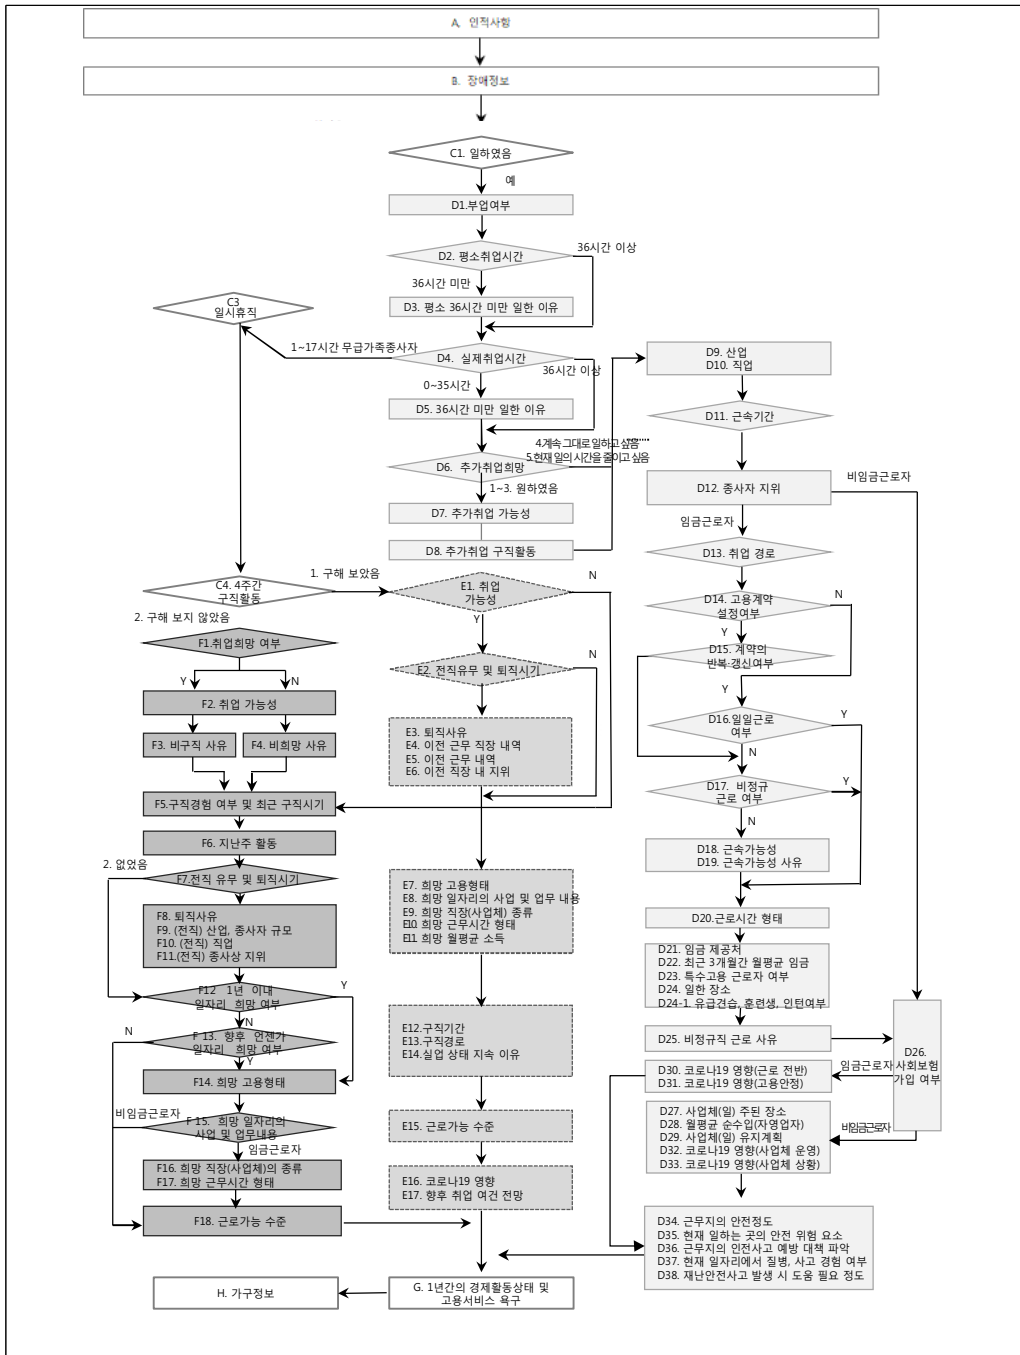 A. 인적사항
B. 장애정보
C1. 일하였음
예
D1.부업여부
D2. 평소취업시간
36시간 이상
36시간 미만
D3. 평소 36시간 미만 일한 이유
C3
일시휴직
1~17시간 무급가족종사자
D4. 실제취업시간
36시간 이상
0~35시간
D5. 36시간 미만 일한 이유
4.계속 그대로 일하고 싶음
5.현재 일의 시간을 줄이고 싶음
D6. 추가취업희망
1~3. 원하였음
D7. 추가취업 가능성
D8. 추가취업 구직활동
D9. 산업
D10. 직업
D11. 근속기간
비임금근로자
D12. 종사자 지위
임금근로자
D13. 취업 경로
D14. 고용계약
설정여부
N
Y
D15. 계약의
반복·갱신여부
Y
D16.일일근로
여부
Y
N
D17. 비정규
근로 여부
Y
N
D18. 근속가능성
D19. 근속가능성 사유
D20.근로시간 형태
D21. 임금 제공처
D22. 최근 3개월간 월평균 임금
D23. 특수고용 근로자 여부
D24. 일한 장소
D24-1. 유급견습, 훈련생, 인턴여부
D25. 비정규직 근로 사유
D26.
사회보험
가입 여부
임금근로자
D30. 코로나19 영향(근로 전반)
D31. 코로나19 영향(고용안정)
비임금근로자
D27. 사업체(일) 주된 장소
D28. 월평균 순수입(자영업자)
D29. 사업체(일) 유지계획
D32. 코로나19 영향(사업체 운영)
D33. 코로나19 영향(사업체 상황)
D34. 근무지의 안전정도
D35. 현재 일하는 곳의 안전 위험 요소
D36. 근무지의 인전사고 예방 대책 파악
D37. 현재 일자리에서 질병, 사고 경험 여부
D38. 재난안전사고 발생 시 도움 필요 정도
C4. 4주간
구직활동
1. 구해 보았음
2. 구해 보지 않았음
E1. 취업
가능성
N
Y
E2. 전직유무 및 퇴직시기
N
E3. 퇴직사유
E4. 이전 근무 직장 내역
E5. 이전 근무 내역
E6. 이전 직장 내 지위
E7. 희망 고용형태
E8. 희망 일자리의 사업 및 업무 내용
E9. 희망 직장(사업체) 종류
E10. 희망 근무시간 형태
E11. 희망 월평균 소득
E12.구직기간
E13.구직경로
E14.실업 상태 지속 이유
E15. 근로가능 수준
E16. 코로나19 영향
E17. 향후 취업 여건 전망
F1.취업희망 여부
Y
N
F2. 취업 가능성
F3. 비구직 사유
F4. 비희망 사유
F5.구직경험 여부 및 최근 구직시기
F6. 지난주 활동
2. 없었음
F7.전직 유무 및 퇴직시기
F8. 퇴직사유
F9. (전직) 산업, 종사자 규모
F10. (전직) 직업
F11.(전직) 종사상 지위
F12 1년 이내
일자리 희망 여부
Y
N
F 13. 향후 언젠가
일자리 희망 여부
N
Y
F14. 희망 고용형태
비임금근로자
F 15. 희망 일자리의
사업 및 업무내용
임금근로자
F16. 희망 직장(사업체)의 종류
F17. 희망 근무시간 형태
F18. 근로가능 수준
G. 1년간의 경제활동상태 및
고용서비스 욕구
H. 가구정보